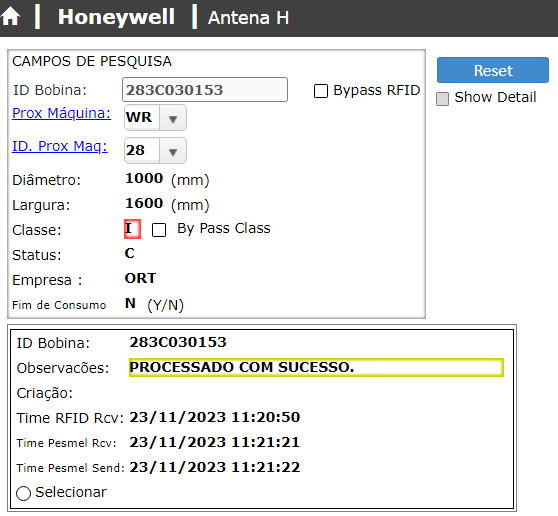 Honeywell | Antena H
CAMPOS DE PESQUISA
ID Bobina: 283C030153 Bypass RFID
Prox Máquina: WR
ID. Prox Maq: 28
Diâmetro: 1000 (mm)
Largura: 1600 (mm)
Classe: I By Pass Class
Status: C
Empresa : ORT
Fim de Consumo N (Y/N)
Reset
Show Detail
ID Bobina: 283C030153
Observacões: PROCESSADO COM SUCESSO.
Criação:
Time RFID Rcv: 23/11/2023 11:20:50
Time Pesmel Rcv: 23/11/2023 11:21:21
Time Pesmel Send: 23/11/2023 11:21:22
Selecionar